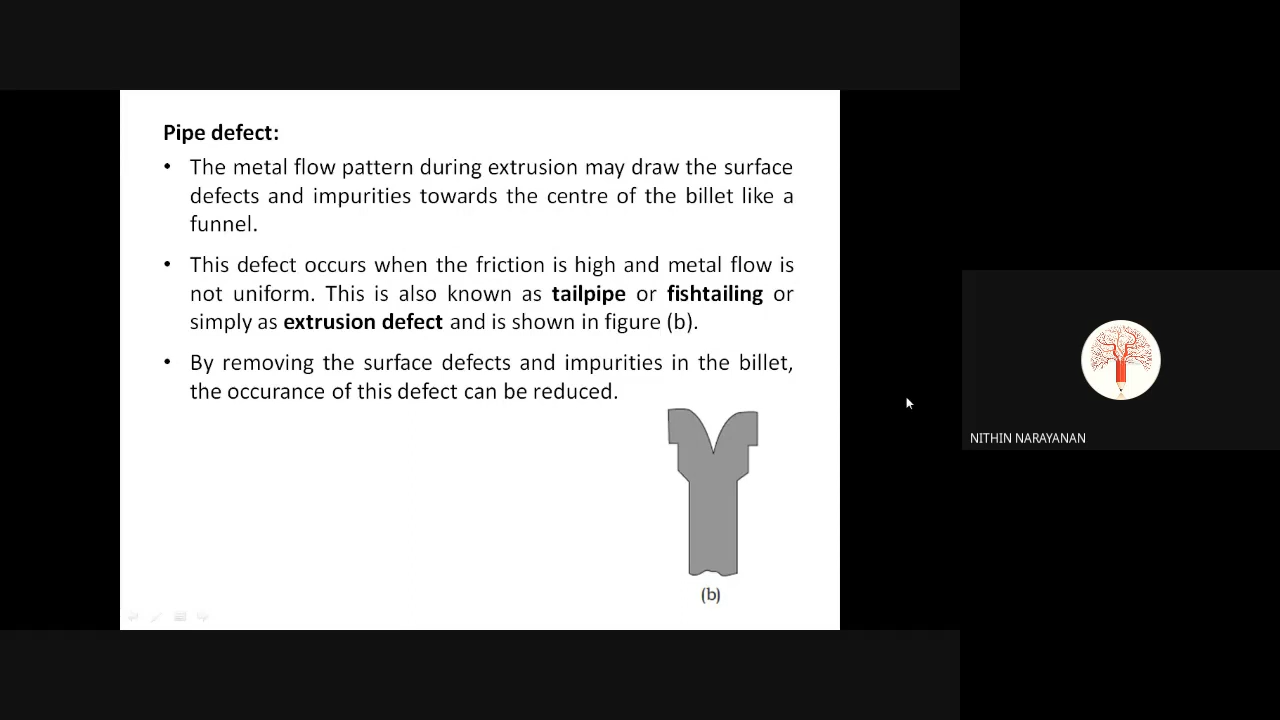 Pipe defect:
• The metal flow pattern during extrusion may draw the surface
defects and impurities towards the centre of the billet like a
funnel.
• This defect occurs when the friction is high and metal flow is
not uniform. This is also known as tailpipe or fishtailing or
simply as extrusion defect and is shown in figure (b).
• By removing the surface defects and impurities in the billet,
the occurance of this defect can be reduced.
(b)
NITHIN NARAYANAN